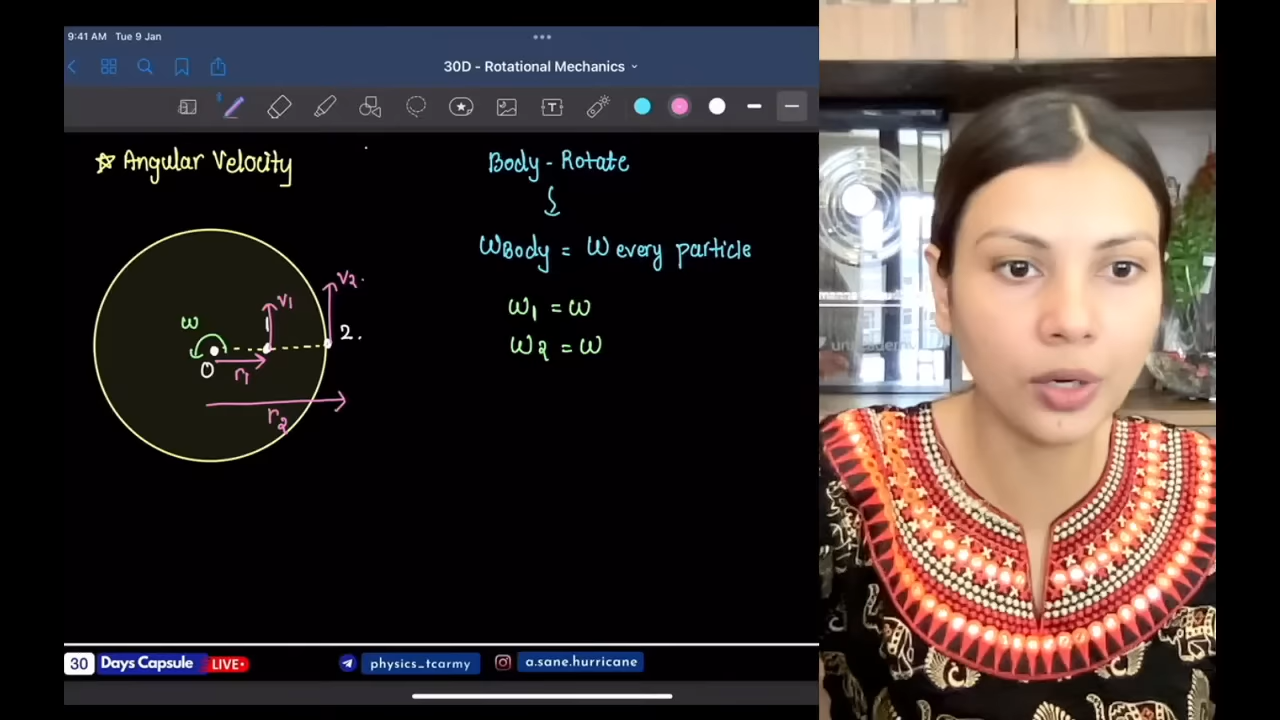 9:41 AM Tue 9 Jan
30D - Rotational Mechanics
T
Angular Velocity
Body - Rotate
ωBody = ω every particle
ω1 = ω
ω2 = ω
v2
v1
1
2.
ω
O
r1
r2
30 Days Capsule LIVE
physics_tcarmy
a.sane.hurricane